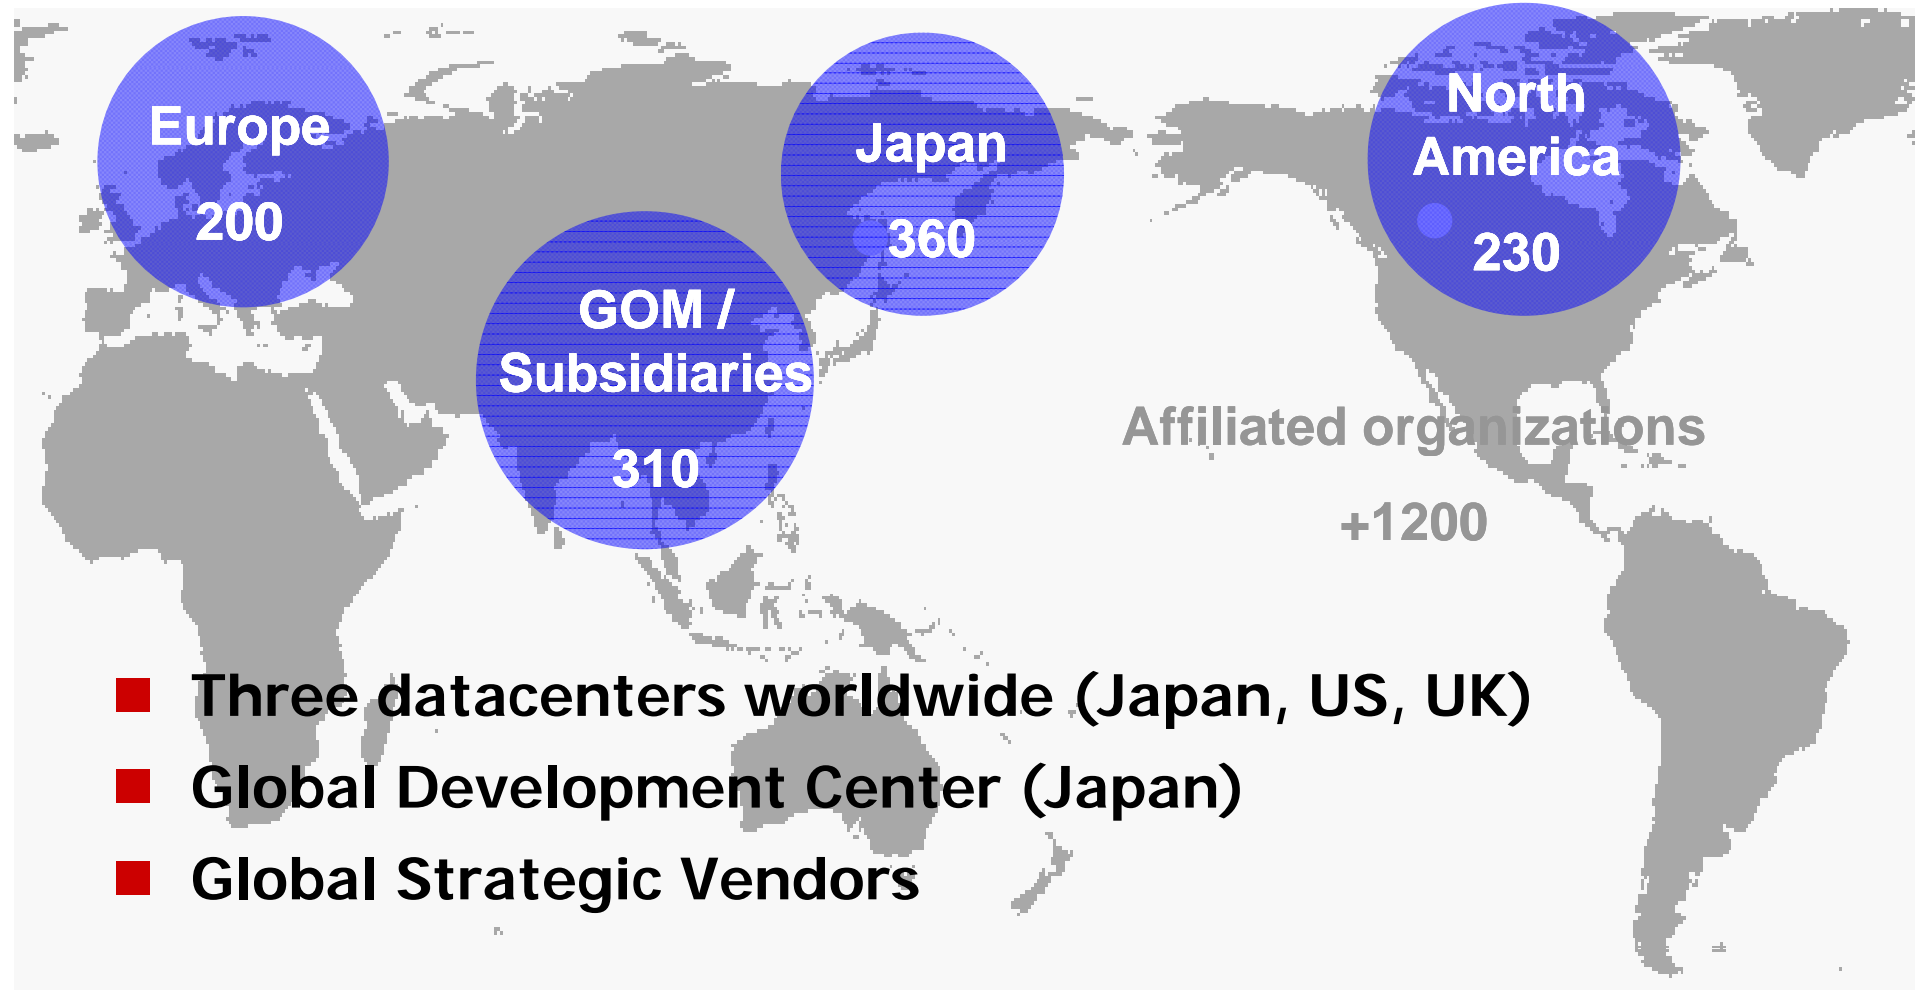 Europe
200
Japan
360
North
America
230
GOM /
Subsidiaries
310
Affiliated organizations
+1200
Three datacenters worldwide (Japan, US, UK)
Global Development Center (Japan)
Global Strategic Vendors